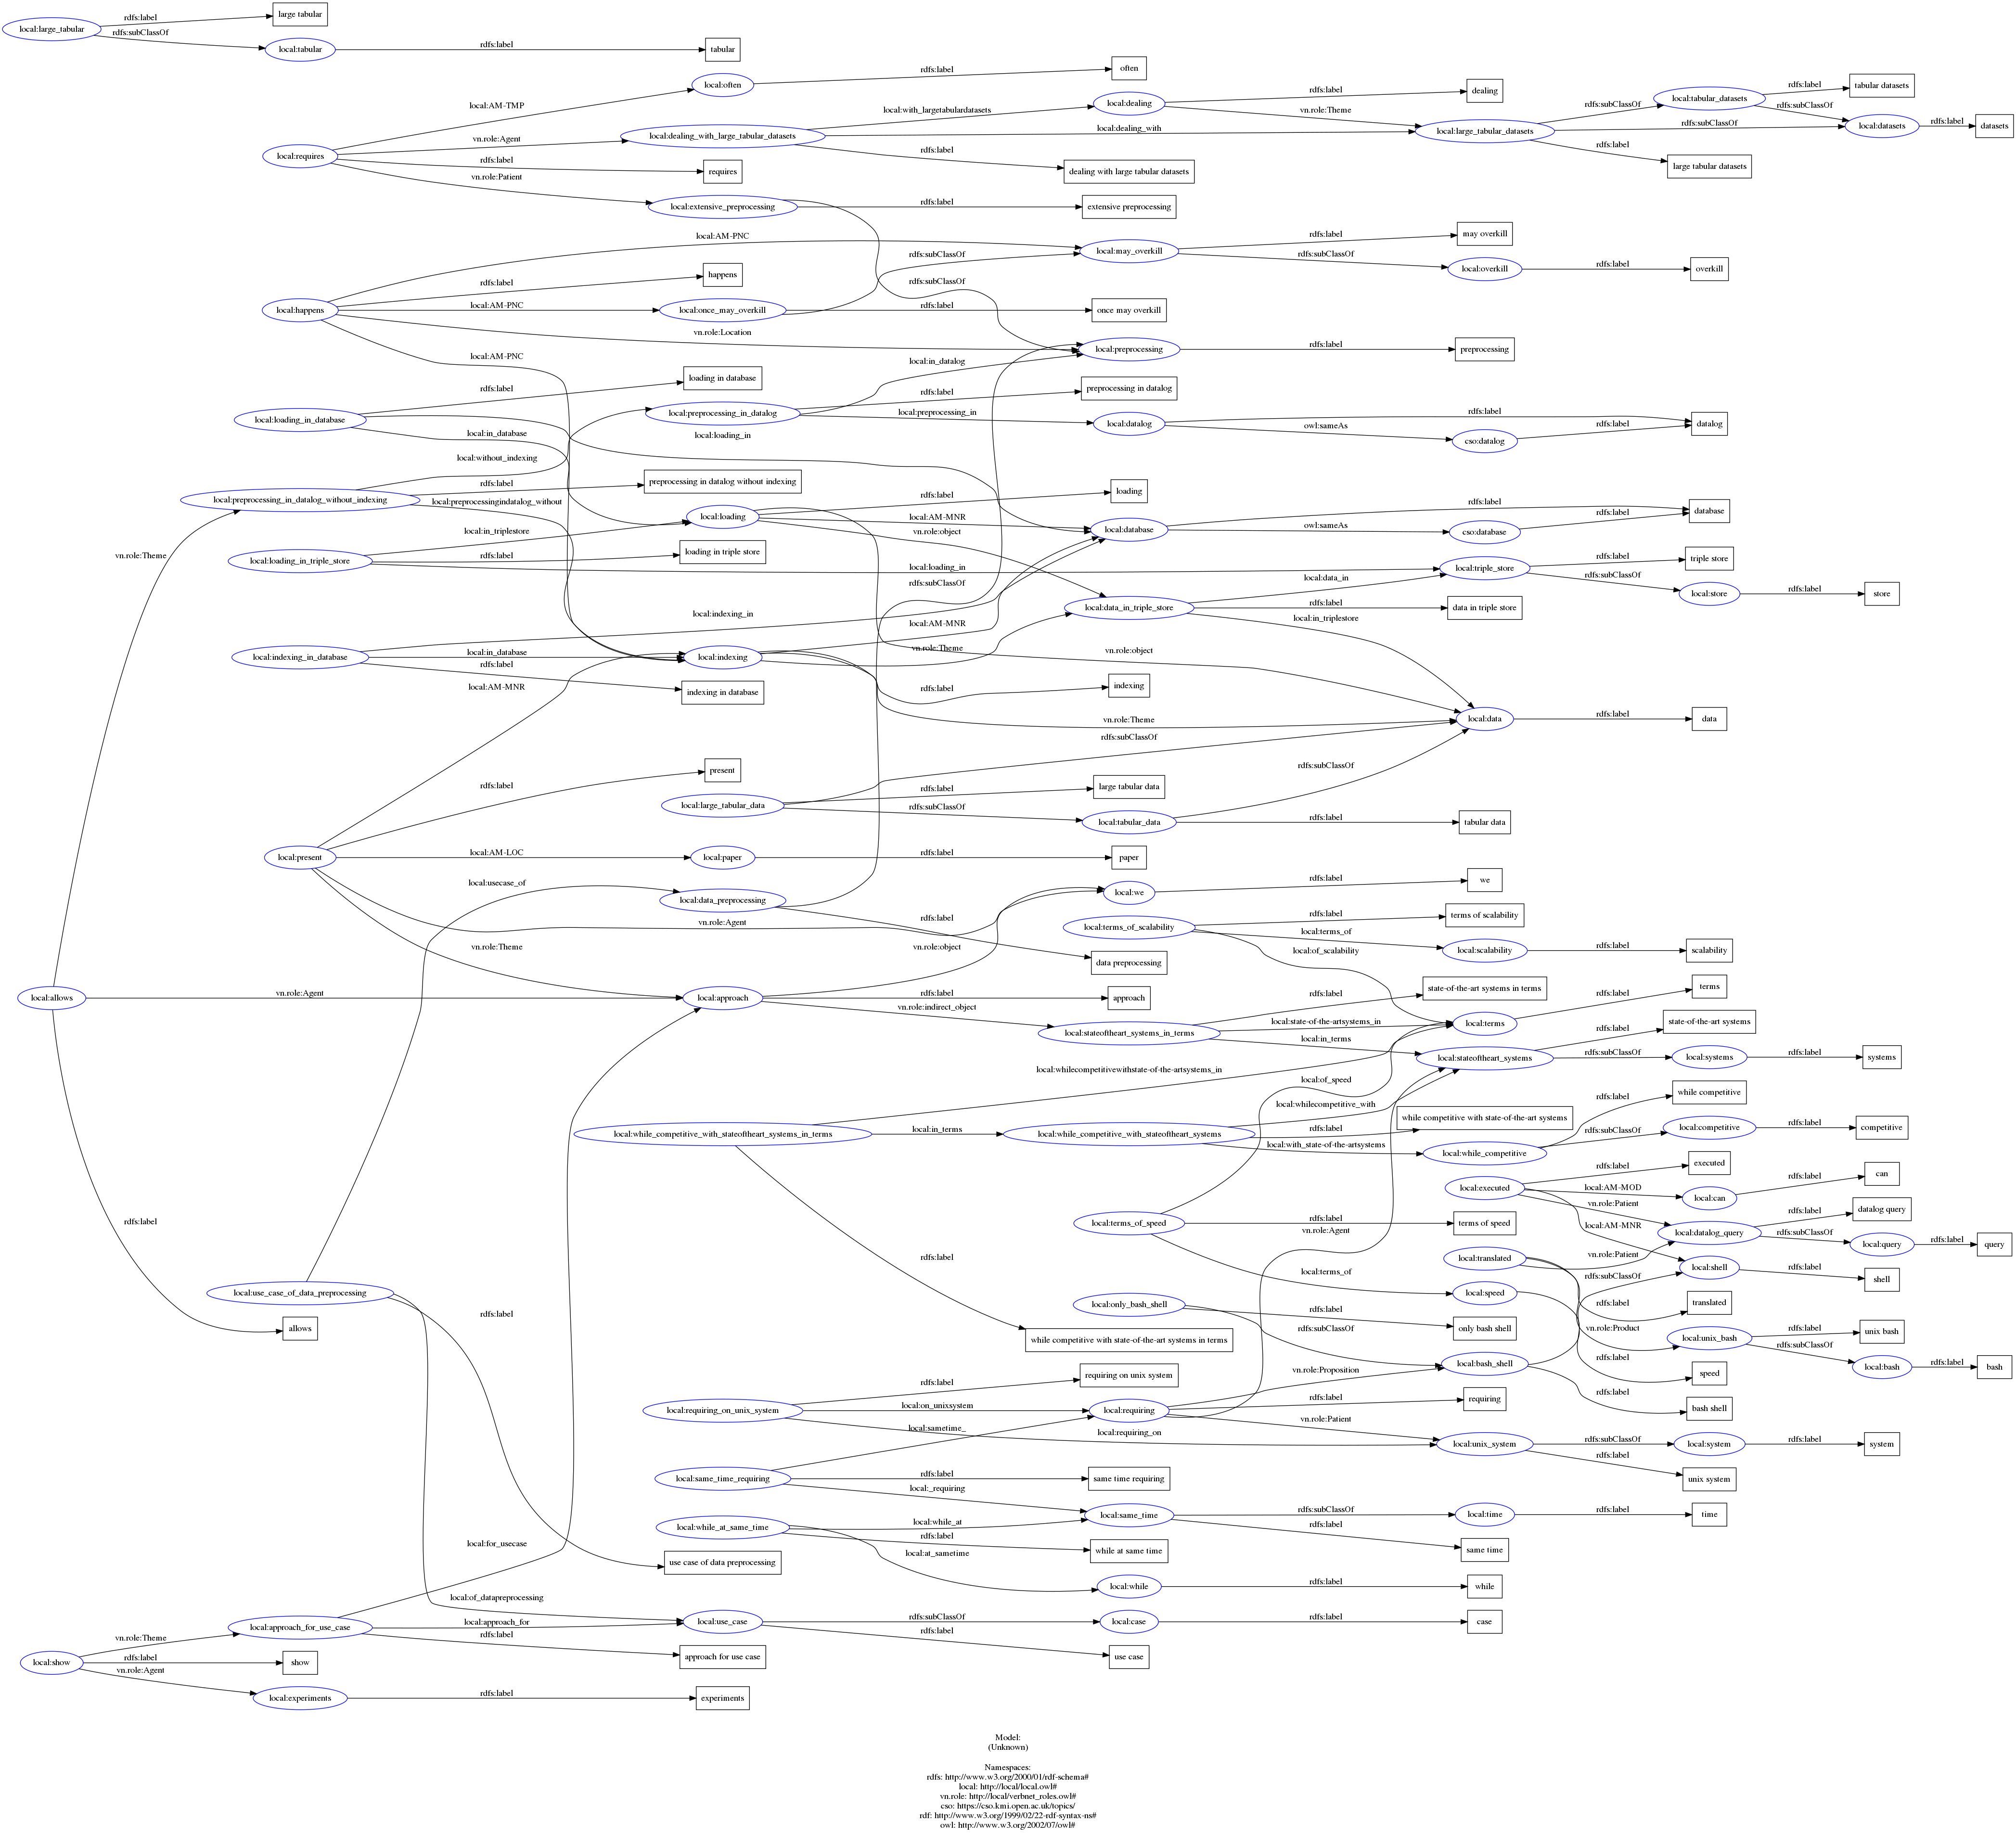 local:large_tabular
rdfs:label
large tabular
rdfs:subClassOf
local:tabular
rdfs:label
tabular
local:requires
local:AM-TMP
local:often
rdfs:label
often
vn.role:Agent
local:dealing_with_large_tabular_datasets
local:with_largetabulardatasets
local:dealing
rdfs:label
dealing
vn.role:Theme
local:dealing_with
local:large_tabular_datasets
rdfs:subClassOf
local:tabular_datasets
rdfs:label
tabular datasets
rdfs:subClassOf
rdfs:subClassOf
local:datasets
rdfs:label
datasets
rdfs:label
large tabular datasets
rdfs:label
dealing with large tabular datasets
rdfs:label
requires
vn.role:Patient
local:extensive_preprocessing
rdfs:label
extensive preprocessing
rdfs:subClassOf
local:happens
local:AM-PNC
local:may_overkill
rdfs:label
may overkill
rdfs:subClassOf
local:overkill
rdfs:label
overkill
rdfs:label
happens
local:AM-PNC
local:once_may_overkill
rdfs:subClassOf
rdfs:label
once may overkill
vn.role:Location
local:preprocessing
rdfs:label
preprocessing
local:AM-PNC
local:loading_in_database
rdfs:label
loading in database
local:loading_in
local:in_database
local:preprocessing_in_datalog
local:in_datalog
rdfs:label
preprocessing in datalog
local:preprocessing_in
local:datalog
rdfs:label
datalog
owl:sameAs
cso:datalog
rdfs:label
local:preprocessing_in_datalog_without_indexing
local:without_indexing
rdfs:label
preprocessing in datalog without indexing
local:preprocessingindatalog_without
local:loading
rdfs:label
loading
local:AM-MNR
local:database
rdfs:label
database
owl:sameAs
cso:database
rdfs:label
vn.role:object
local:loading_in_triple_store
local:in_triplestore
rdfs:label
loading in triple store
local:loading_in
local:triple_store
rdfs:label
triple store
rdfs:subClassOf
local:store
rdfs:label
store
rdfs:subClassOf
local:data_in_triple_store
local:data_in
rdfs:label
data in triple store
local:in_triplestore
local:indexing_in_database
local:indexing_in
local:in_database
rdfs:label
indexing in database
local:indexing
local:AM-MNR
vn.role:Theme
vn.role:object
rdfs:label
indexing
vn.role:Theme
local:data
rdfs:label
data
local:AM-MNR
vn.role:Theme
rdfs:label
present
local:large_tabular_data
rdfs:subClassOf
rdfs:label
large tabular data
rdfs:subClassOf
local:tabular_data
rdfs:subClassOf
rdfs:label
tabular data
local:present
local:AM-LOC
local:paper
rdfs:label
paper
local:usecase_of
local:data_preprocessing
rdfs:label
data preprocessing
local:we
rdfs:label
we
vn.role:Agent
vn.role:Theme
vn.role:object
local:terms_of_scalability
rdfs:label
terms of scalability
local:terms_of
local:scalability
rdfs:label
scalability
local:of_scalability
local:allows
vn.role:Agent
local:approach
rdfs:label
approach
vn.role:indirect_object
local:stateoftheart_systems_in_terms
rdfs:label
state-of-the-art systems in terms
local:state-of-the-artsystems_in
local:terms
rdfs:label
terms
local:in_terms
local:stateoftheart_systems
rdfs:label
state-of-the-art systems
rdfs:subClassOf
local:systems
rdfs:label
systems
local:whilecompetitivewithstate-of-the-artsystems_in
local:of_speed
local:while_competitive_with_stateoftheart_systems_in_terms
local:in_terms
local:while_competitive_with_stateoftheart_systems
local:whilecompetitive_with
rdfs:label
while competitive with state-of-the-art systems
local:with_state-of-the-artsystems
local:while_competitive
rdfs:label
while competitive
rdfs:subClassOf
local:competitive
rdfs:label
competitive
local:executed
rdfs:label
executed
local:AM-MOD
local:can
rdfs:label
can
vn.role:Patient
local:AM-MNR
local:datalog_query
rdfs:label
datalog query
rdfs:subClassOf
local:query
rdfs:label
query
local:terms_of_speed
rdfs:label
terms of speed
vn.role:Agent
local:terms_of
local:speed
rdfs:label
rdfs:label
local:translated
vn.role:Patient
rdfs:subClassOf
local:shell
rdfs:label
shell
rdfs:label
translated
vn.role:Product
local:unix_bash
rdfs:label
unix bash
rdfs:subClassOf
local:bash
rdfs:label
bash
local:use_case_of_data_preprocessing
rdfs:label
allows
rdfs:label
local:only_bash_shell
rdfs:label
only bash shell
rdfs:subClassOf
while competitive with state-of-the-art systems in terms
local:bash_shell
speed
rdfs:label
bash shell
local:requiring_on_unix_system
rdfs:label
requiring on unix system
local:on_unixsystem
local:requiring
vn.role:Proposition
rdfs:label
requiring
vn.role:Patient
local:requiring_on
local:unix_system
rdfs:subClassOf
local:system
rdfs:label
system
rdfs:label
unix system
local:same_time_requiring
local:sametime_
rdfs:label
same time requiring
local:_requiring
local:same_time
rdfs:subClassOf
local:time
rdfs:label
time
rdfs:label
same time
local:while_at_same_time
local:while_at
rdfs:label
while at same time
local:at_sametime
local:while
rdfs:label
while
local:for_usecase
use case of data preprocessing
local:of_datapreprocessing
local:approach_for_use_case
local:approach_for
local:use_case
rdfs:subClassOf
local:case
rdfs:label
case
rdfs:label
use case
rdfs:label
approach for use case
local:show
vn.role:Theme
rdfs:label
show
vn.role:Agent
local:experiments
rdfs:label
experiments
Model:
(Unknown)
Namespaces:
rdfs: http://www.w3.org/2000/01/rdf-schema#
local: http://local/local.owl#
vn.role: http://local/verbnet_roles.owl#
cso: https://cso.kmi.open.ac.uk/topics/
rdf: http://www.w3.org/1999/02/22-rdf-syntax-ns#
owl: http://www.w3.org/2002/07/owl#